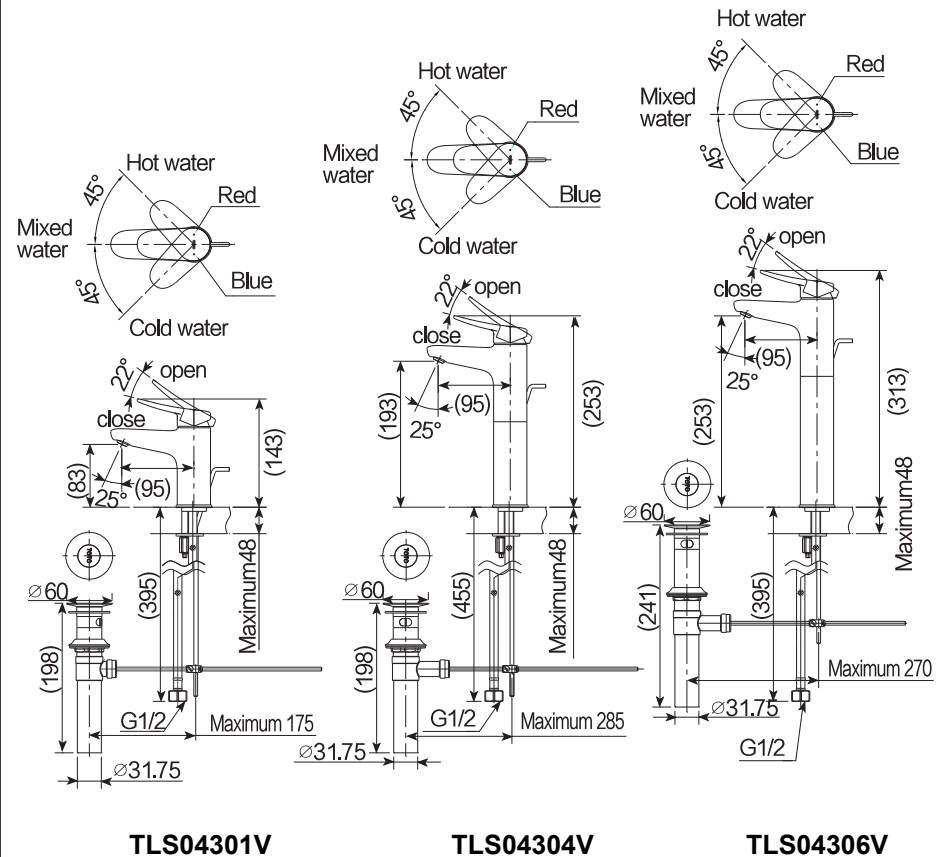 Hot water
45°
Red
Mixed
water
45°
Blue
Cold water
22°
open
close
(83)
25°
(95)
(143)
TOTO
∅60
(198)
(395)
Maximum48
G1/2
Maximum 175
∅31.75
TLS04301V
Hot water
45°
Red
Mixed
water
45°
Blue
Cold water
22°
open
close
(193)
25°
(95)
(253)
TOTO
∅60
(198)
(455)
Maximum48
G1/2
Maximum 285
∅31.75
TLS04304V
Hot water
45°
Red
Mixed
water
45°
Blue
Cold water
22°
open
close
(253)
25°
(95)
(313)
TOTO
∅60
(241)
(395)
Maximum48
Maximum 270
∅31.75
G1/2
TLS04306V